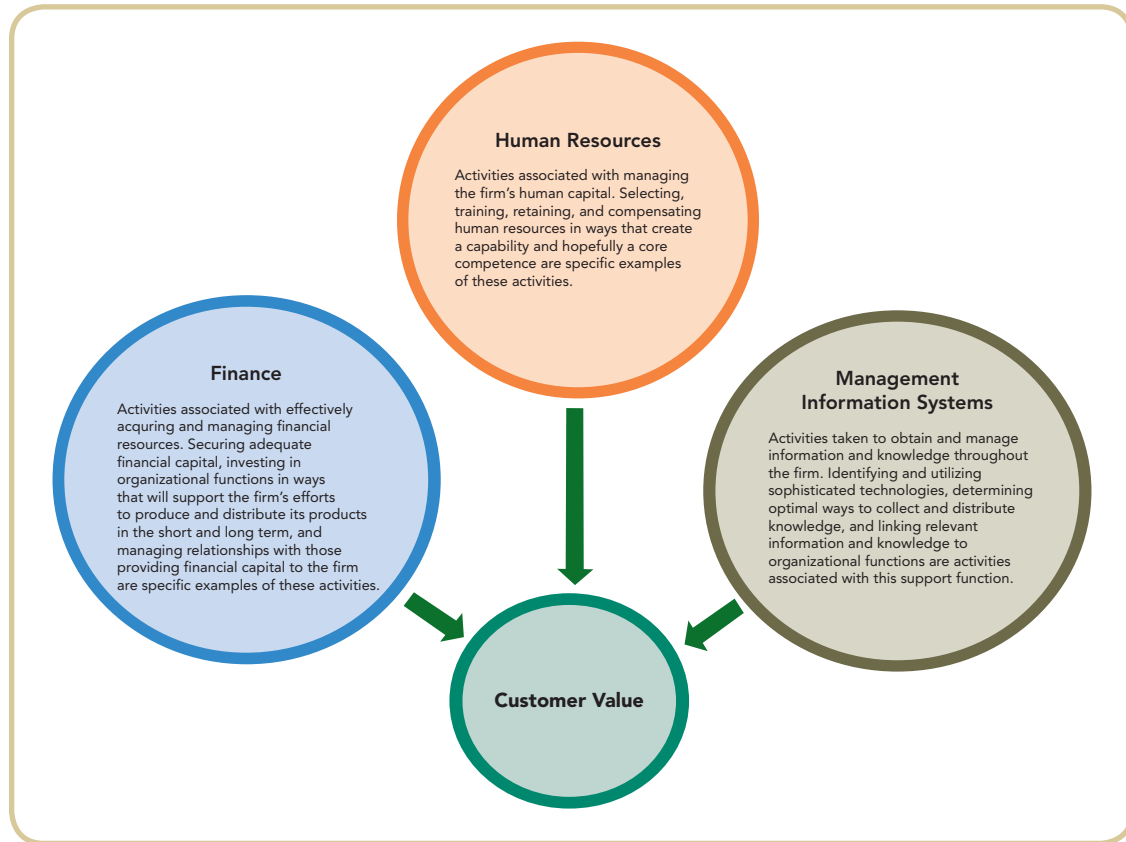 Human Resources
Activities associated with managing
the firm's human capital. Selecting,
training, retaining, and compensating
human resources in ways that create
a capability and hopefully a core
competence are specific examples
of these activities.
Finance
Activities associated with effectively
acquring and managing financial
resources. Securing adequate
financial capital, investing in
organizational functions in ways
that will support the firm's efforts
to produce and distribute its products
in the short and long term, and
managing relationships with those
providing financial capital to the firm
are specific examples of these activities.
Management
Information Systems
Activities taken to obtain and manage
information and knowledge throughout
the firm. Identifying and utilizing
sophisticated technologies, determining
optimal ways to collect and distribute
knowledge, and linking relevant
information and knowledge to
organizational functions are activities
associated with this support function.
Customer Value